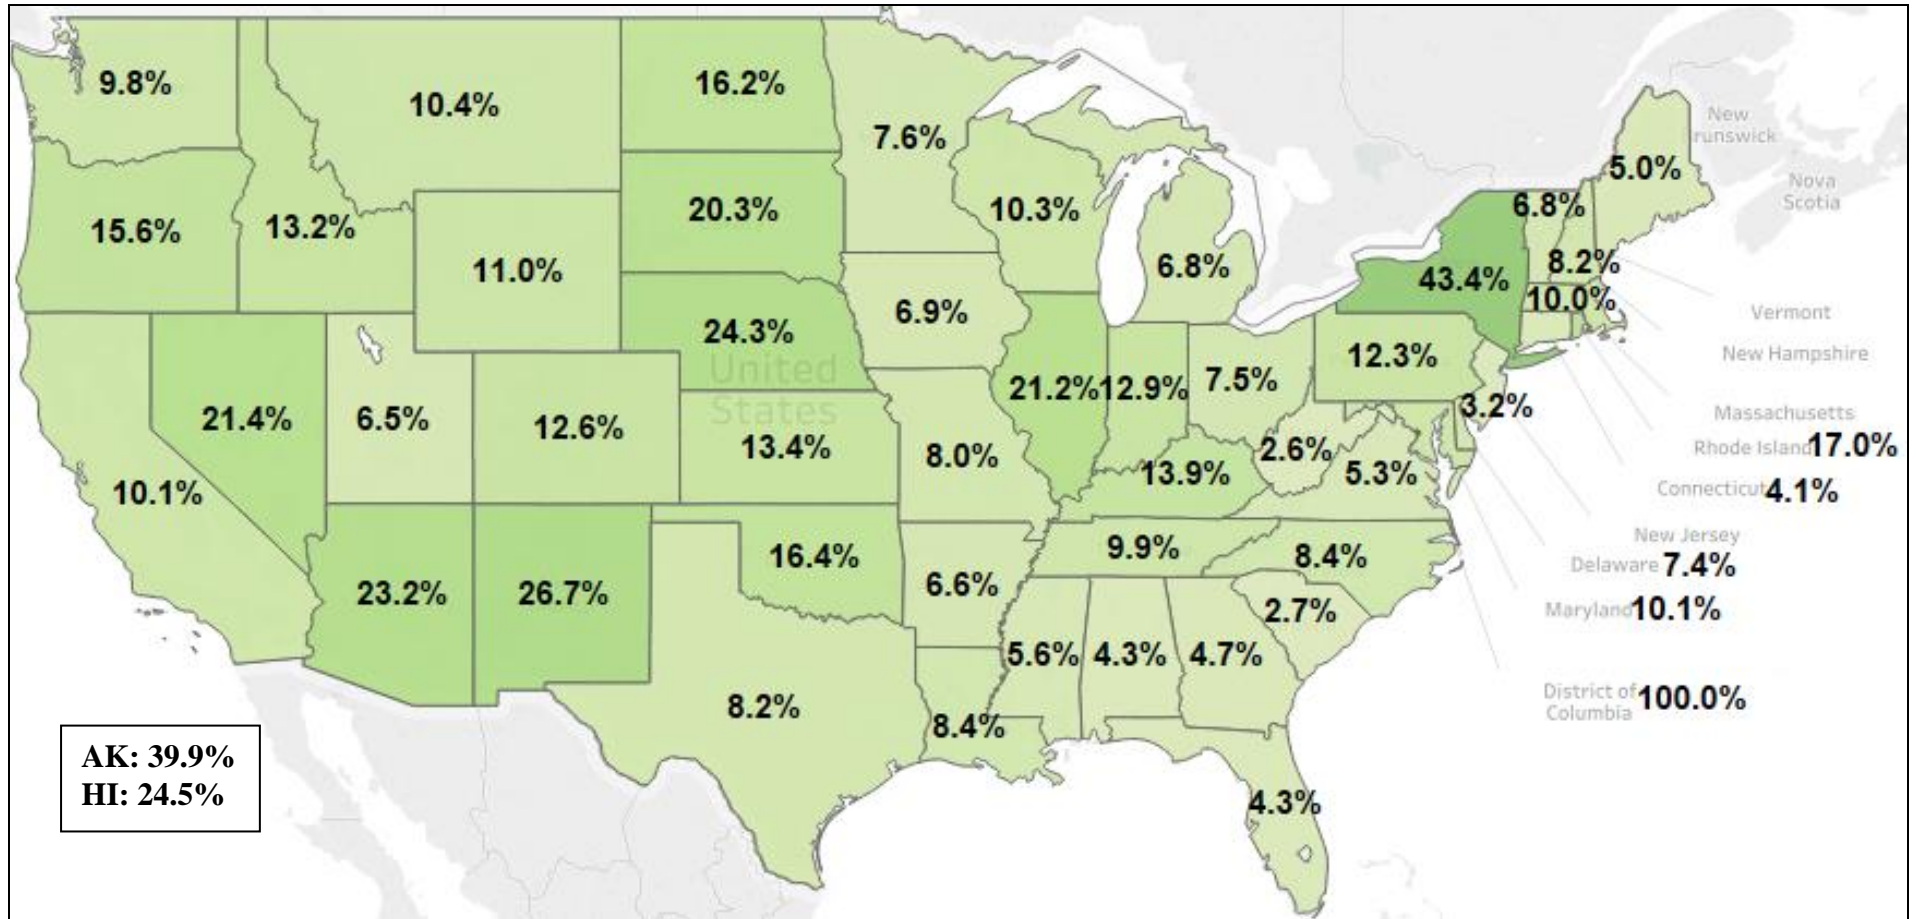 9.8%
10.4%
16.2%
7.6%
5.0%
New
runswick
Nova
Scotia
15.6%
13.2%
11.0%
20.3%
10.3%
6.8%
6.8%
8.2%
43.4%
10.0%
24.3%
6.9%
United
States
21.4%
6.5%
12.6%
13.4%
8.0%
21.2%
12.9%
7.5%
12.3%
3.2%
Vermont
New Hampshire
Massachusetts
Rhode Island 17.0%
Connecticut 4.1%
New Jersey
Delaware 7.4%
Maryland 10.1%
District of
Columbia
100.0%
10.1%
13.9%
2.6%
5.3%
23.2%
26.7%
16.4%
6.6%
9.9%
8.4%
2.7%
5.6%
4.3%
4.7%
8.2%
8.4%
4.3%
AK: 39.9%
HI: 24.5%